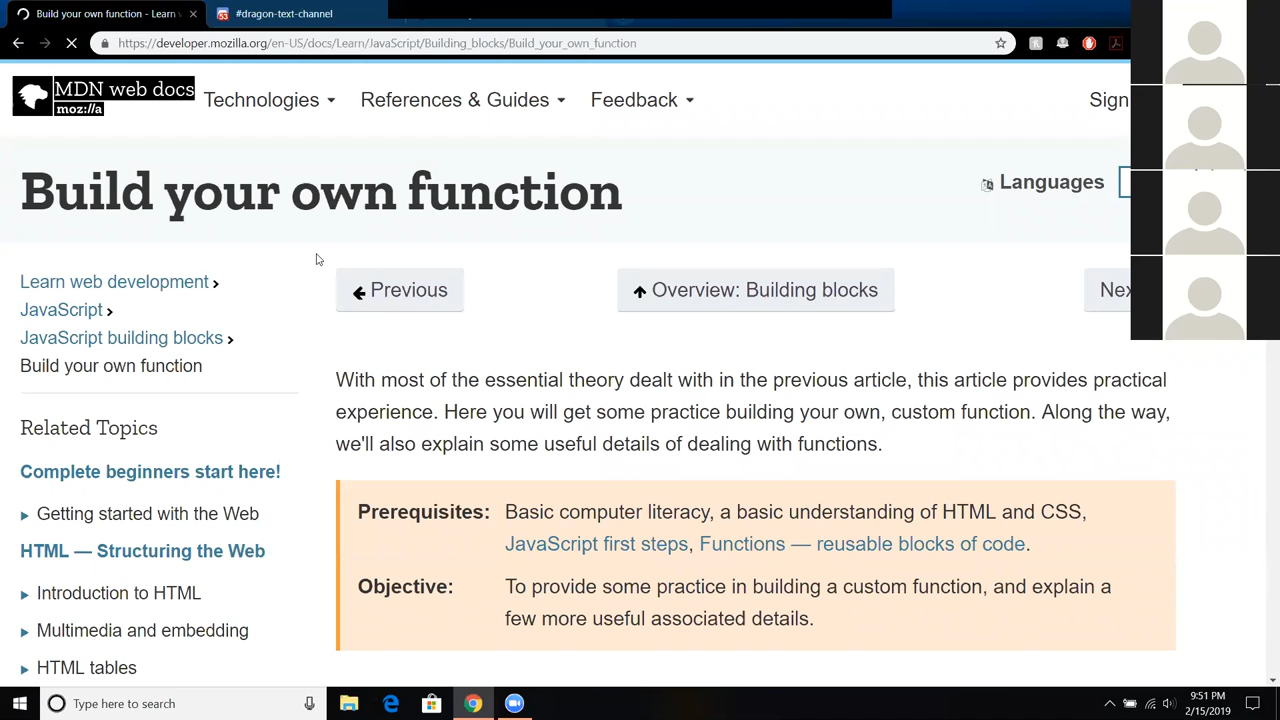 Build your own function - Learn
#dragon-text-channel
https://developer.mozilla.org/en-US/docs/Learn/JavaScript/Building_blocks/Build_your_own_function
MDN web docs
moz://a
Technologies
References & Guides
Feedback
Sign
Build your own function
Languages
Learn web development
JavaScript
JavaScript building blocks
Build your own function
Previous
Overview: Building blocks
Nex
With most of the essential theory dealt with in the previous article, this article provides practical
experience. Here you will get some practice building your own, custom function. Along the way,
we'll also explain some useful details of dealing with functions.
Prerequisites: Basic computer literacy, a basic understanding of HTML and CSS,
JavaScript first steps, Functions — reusable blocks of code.
Objective: To provide some practice in building a custom function, and explain a
few more useful associated details.
Related Topics
Complete beginners start here!
Getting started with the Web
HTML — Structuring the Web
Introduction to HTML
Multimedia and embedding
HTML tables
Type here to search
9:51 PM
2/15/2019